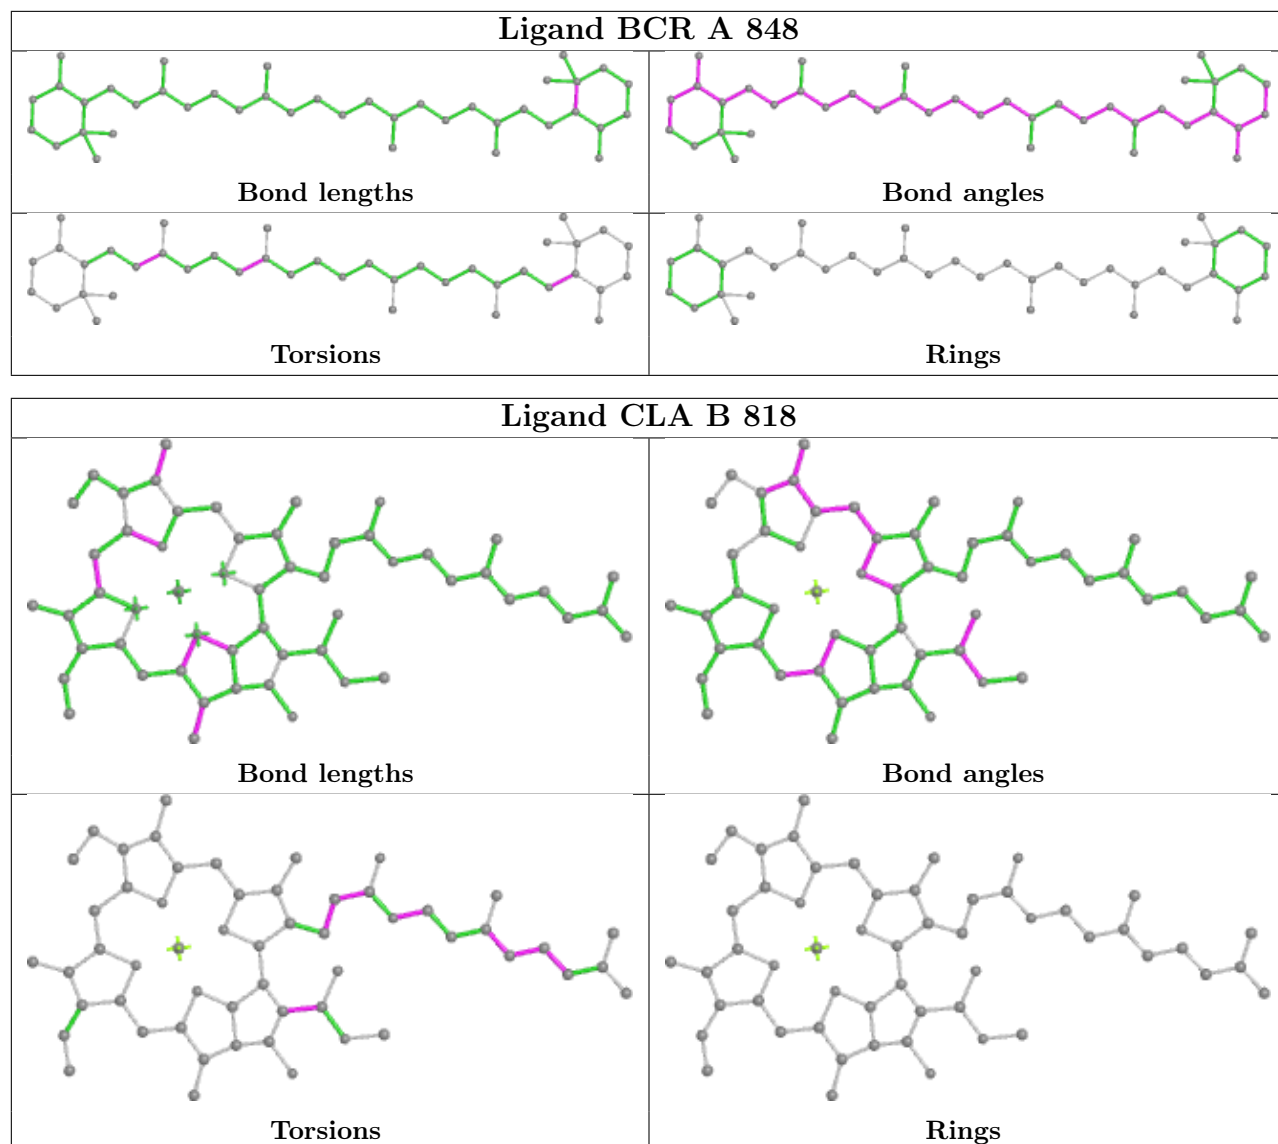 Ligand BCR A 848
Bond lengths
Bond angles
Torsions
Rings
Ligand CLA B 818
Bond lengths
Bond angles
Torsions
Rings